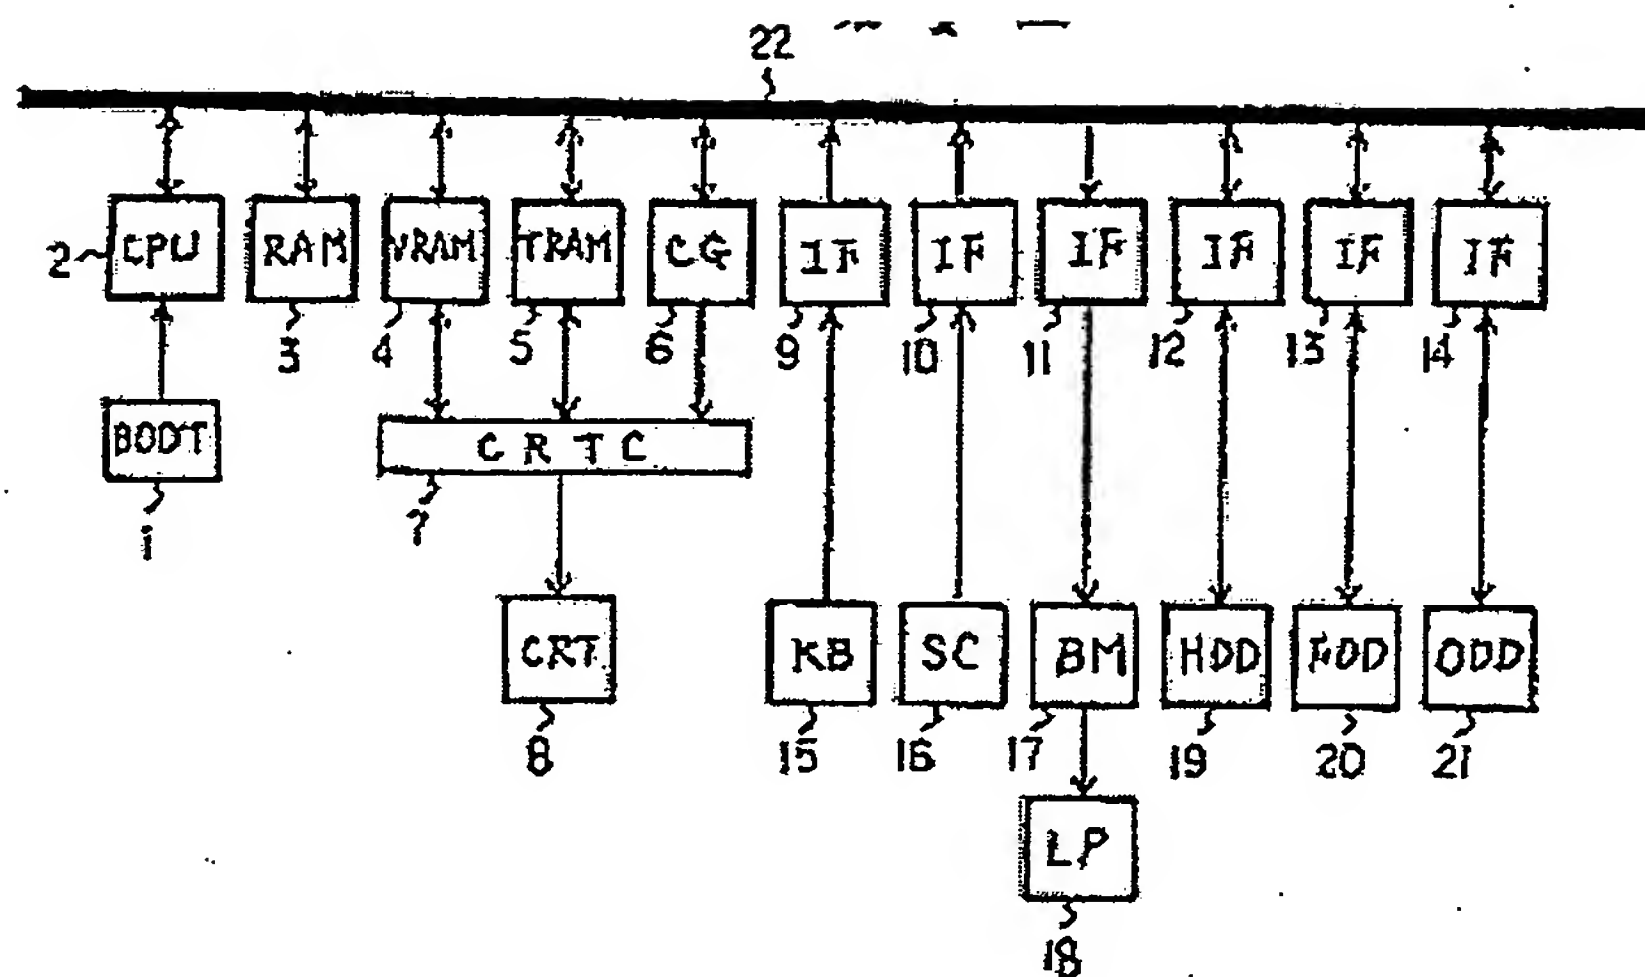 22
CPU RAM VRAM TRAM CG IF IF IF IF IF IF
2 3 4 5 6 9 10 11 12 13 14
BOOT
CRTC
1 7
CRT KB SC BM HDD FDD ODD
8 15 16 17 19 20 21
LP
18